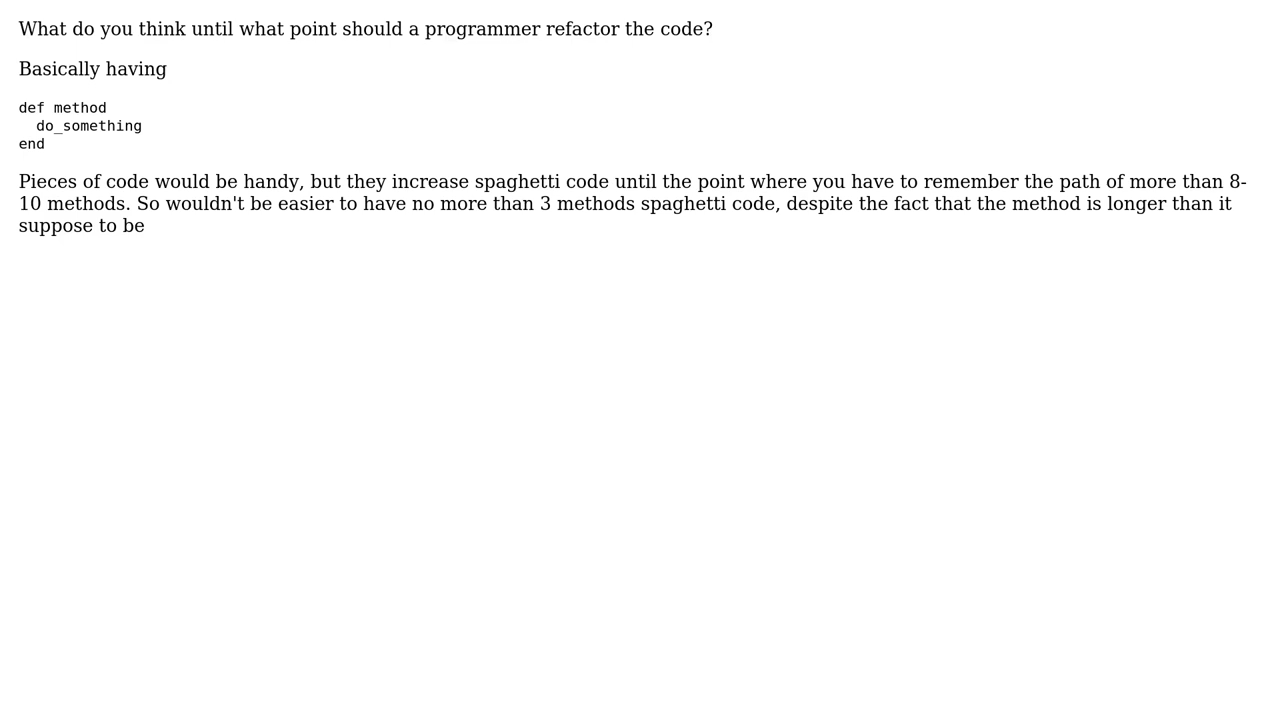 What do you think until what point should a programmer refactor the code?
Basically having
def method
  do_something
end
Pieces of code would be handy, but they increase spaghetti code until the point where you have to remember the path of more than 8-
10 methods. So wouldn't be easier to have no more than 3 methods spaghetti code, despite the fact that the method is longer than it
suppose to be